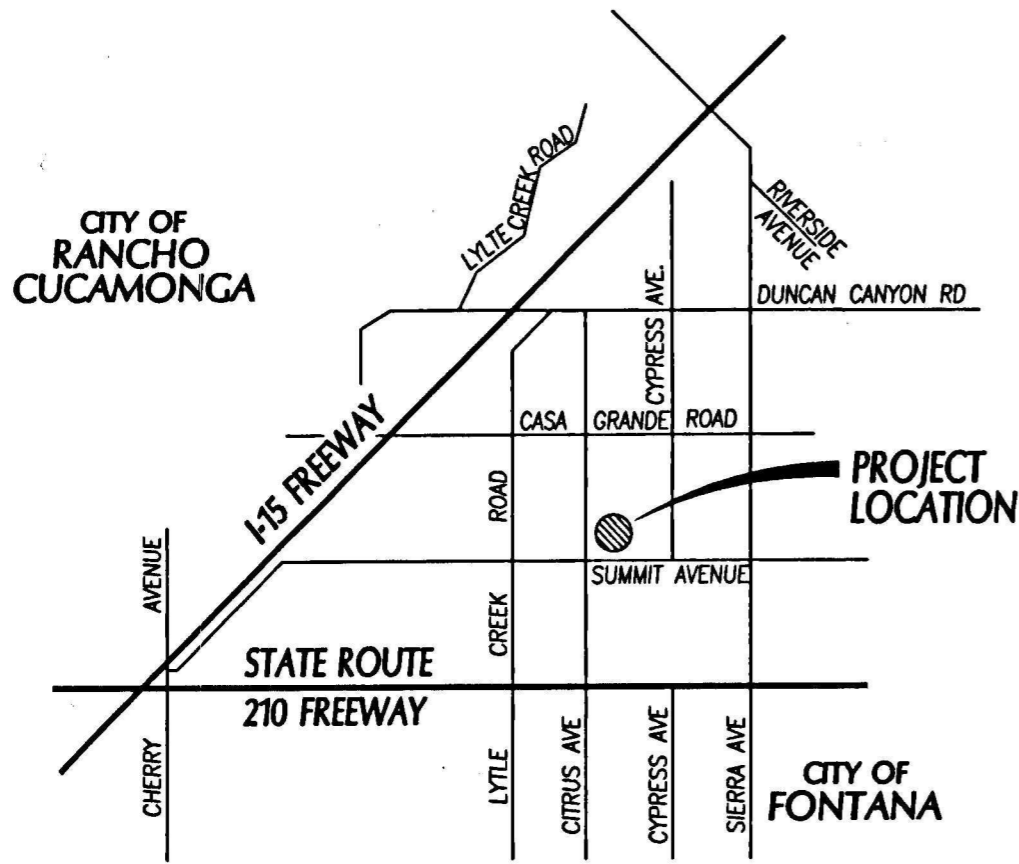 LYLTE CREEK ROAD
CITY OF
RANCHO
CUCAMONGA
RIVERSIDE
AVENUE
DUNCAN CANYON RD
CYPRESS AVE.
CASA GRANDE ROAD
I-15 FREEWAY
PROJECT
LOCATION
ROAD
SUMMIT AVENUE
AVENUE
CREEK
STATE ROUTE
210 FREEWAY
CHERRY
LYTLE
CITRUS AVE
CYPRESS AVE
SIERRA AVE
CITY OF
FONTANA